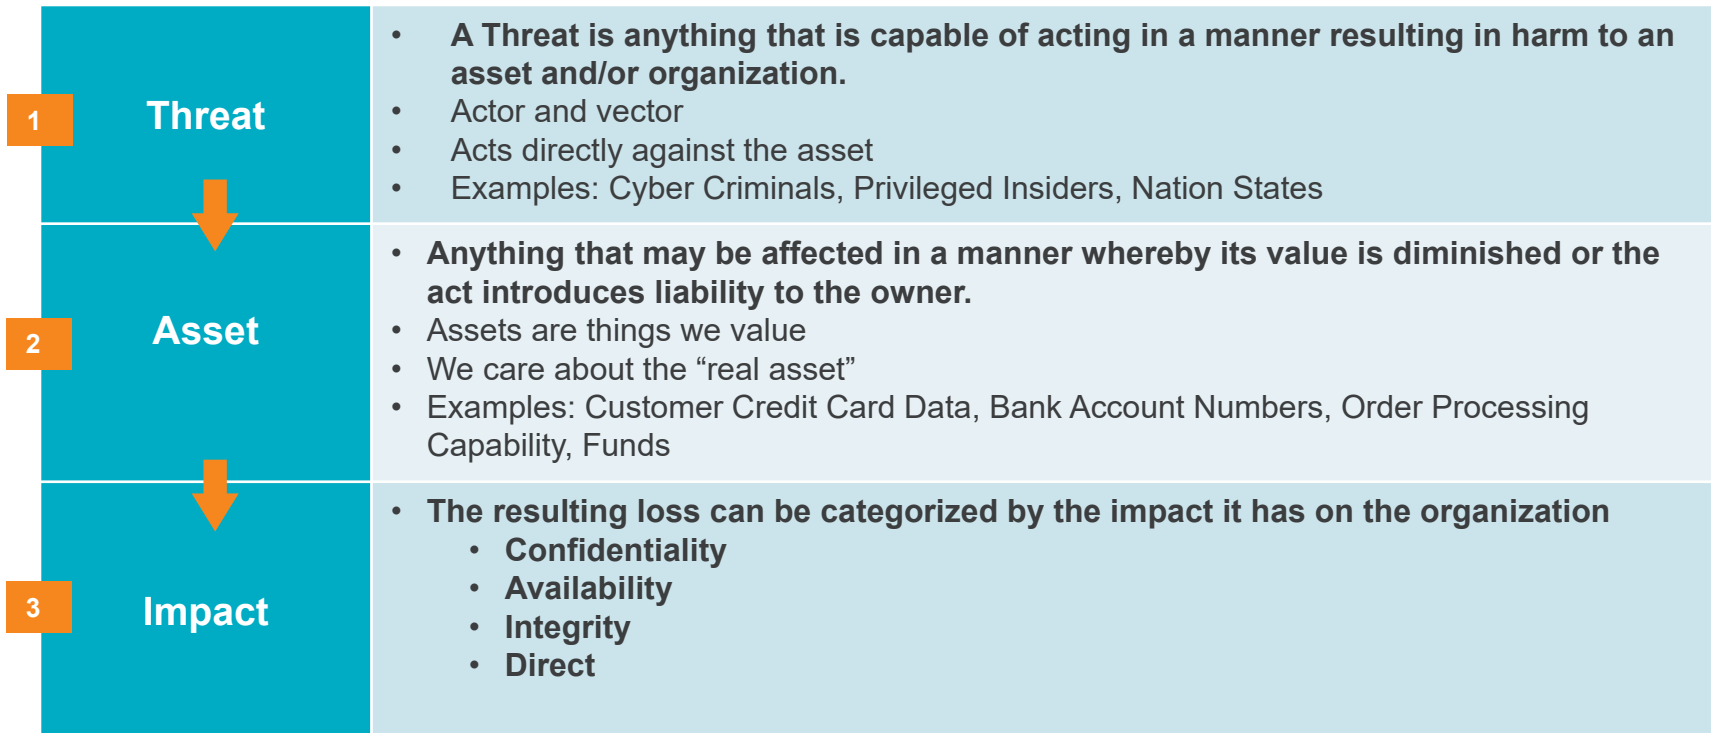 1
Threat
• A Threat is anything that is capable of acting in a manner resulting in harm to an
asset and/or organization.
• Actor and vector
• Acts directly against the asset
• Examples: Cyber Criminals, Privileged Insiders, Nation States
2
Asset
• Anything that may be affected in a manner whereby its value is diminished or the
act introduces liability to the owner.
• Assets are things we value
• We care about the “real asset”
• Examples: Customer Credit Card Data, Bank Account Numbers, Order Processing
Capability, Funds
3
Impact
• The resulting loss can be categorized by the impact it has on the organization
• Confidentiality
• Availability
• Integrity
• Direct